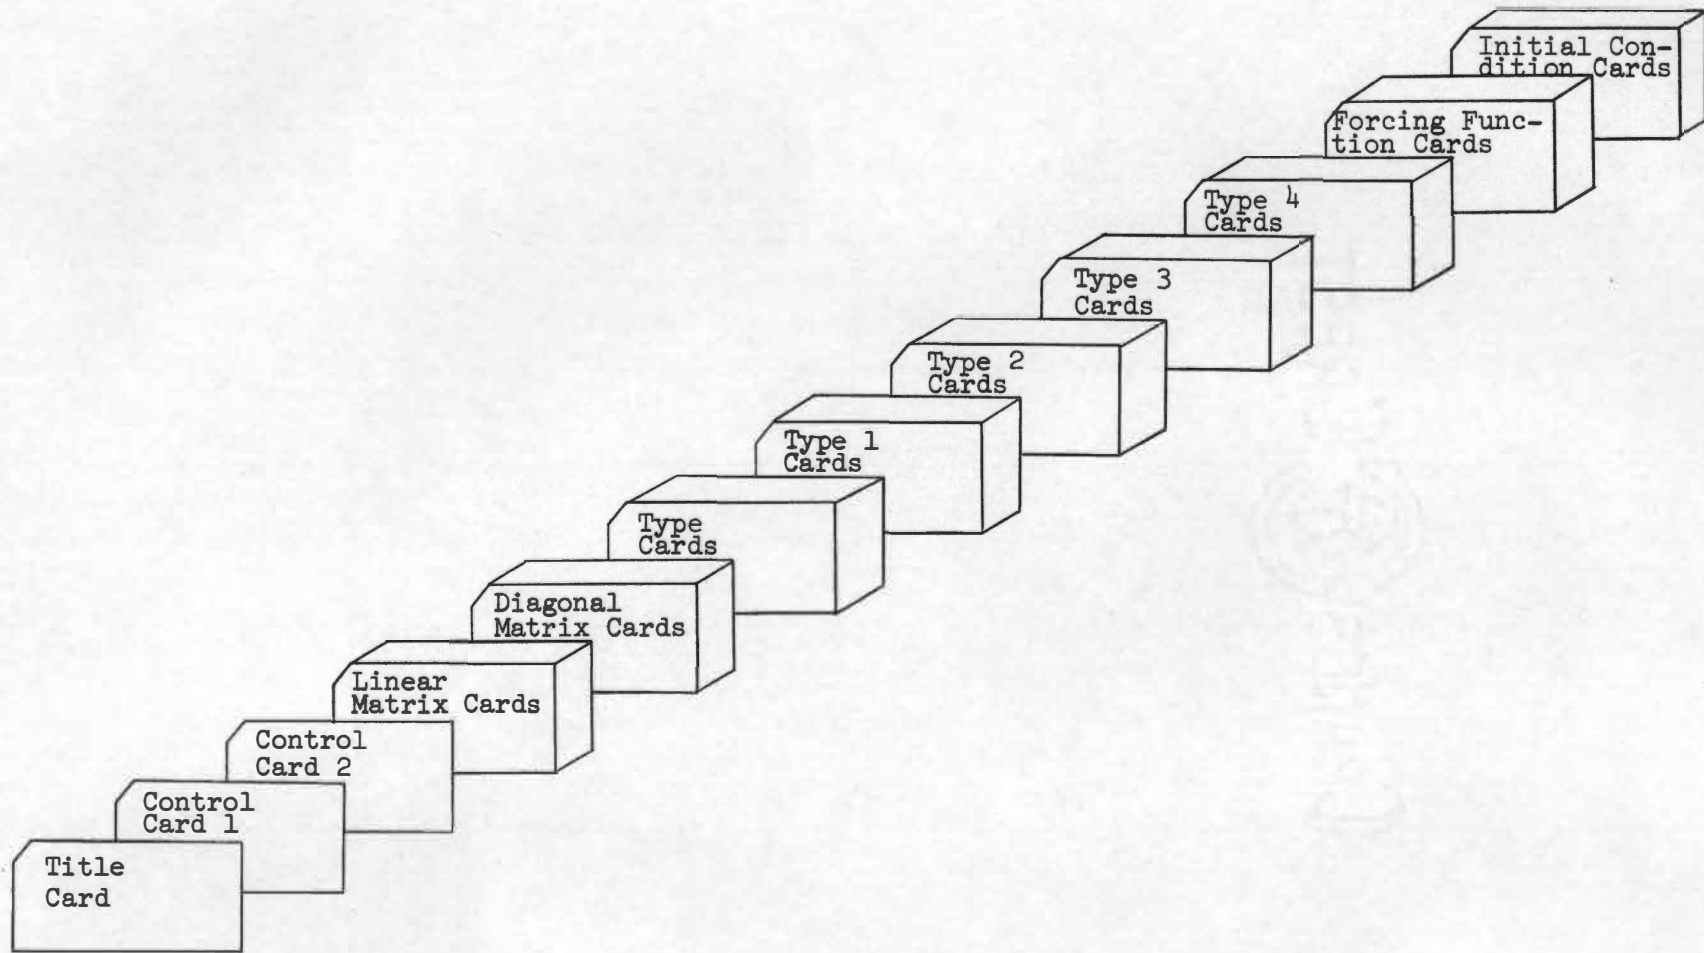 Initial Con-
dition Cards
Forcing Func-
tion Cards
Type 4
Cards
Type 3
Cards
Type 2
Cards
Type 1
Cards
Type
Cards
Diagonal
Matrix Cards
Linear
Matrix Cards
Control
Card 2
Control
Card 1
Title
Card